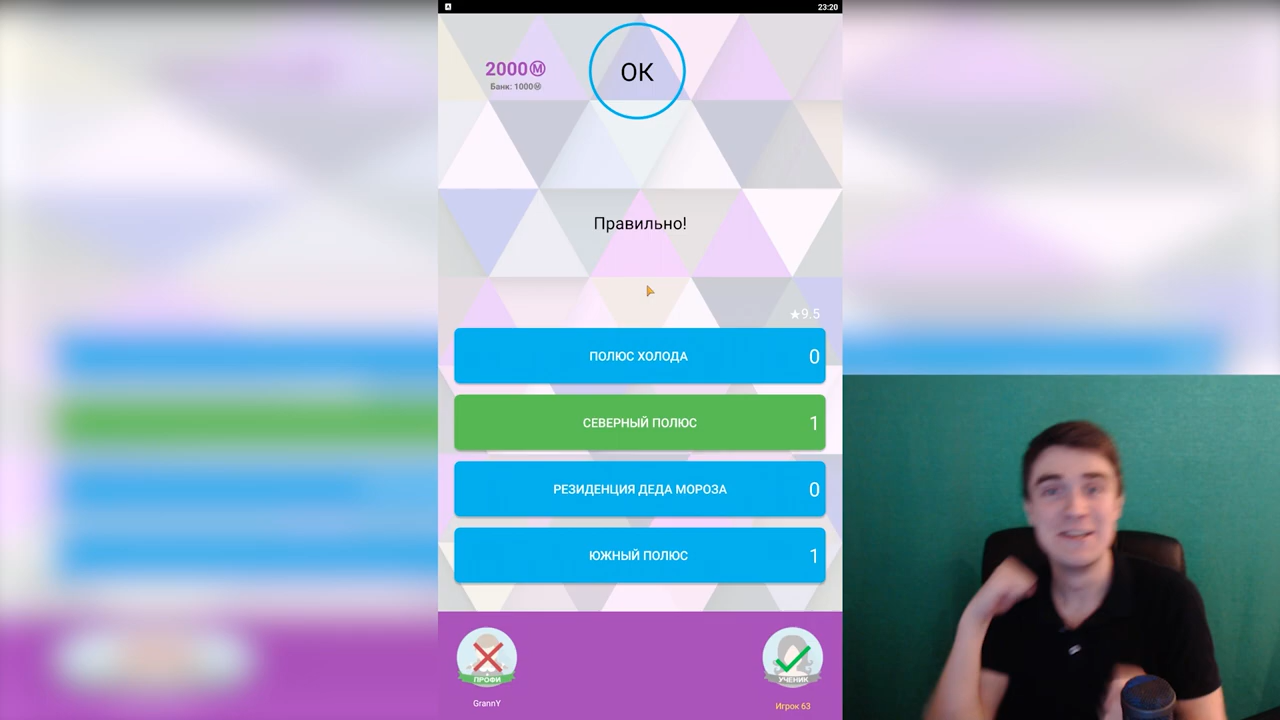 23:20
2000Ⓜ
Банк: 1000Ⓜ
ОК
Правильно!
★9.5
ПОЛЮС ХОЛОДА 0
СЕВЕРНЫЙ ПОЛЮС 1
РЕЗИДЕНЦИЯ ДЕДА МОРОЗА 0
ЮЖНЫЙ ПОЛЮС 1
ПРОФИ
УЧЕНИК
GrannY
Игрок 63